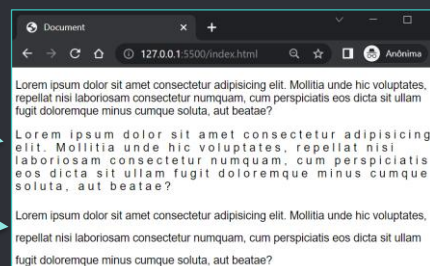 Document
127.0.0.1:5500/index.html
Anônima
Lorem ipsum dolor sit amet consectetur adipisicing elit. Mollitia unde hic voluptates,
repellat nisi laboriosam consectetur numquam, cum perspiciatis eos dicta sit ullam
fugit doloremque minus cumque soluta, aut beatae?
Lorem ipsum dolor sit amet consectetur adipisicing
elit. Mollitia unde hic voluptates, repellat nisi
laboriosam consectetur numquam, cum perspiciatis
eos dicta sit ullam fugit doloremque minus cumque
soluta, aut beatae?
Lorem ipsum dolor sit amet consectetur adipisicing elit. Mollitia unde hic voluptates,
repellat nisi laboriosam consectetur numquam, cum perspiciatis eos dicta sit ullam
fugit doloremque minus cumque soluta, aut beatae?